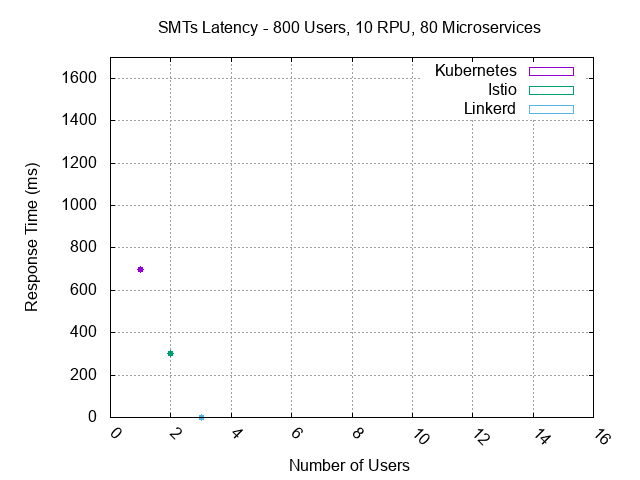 SMTs Latency - 800 Users, 10 RPU, 80 Microservices
Kubernetes
Istio
Linkerd
Response Time (ms)
1600
1400
1200
1000
800
600
400
200
0
0 2 4 6 8 10 12 14 16
Number of Users